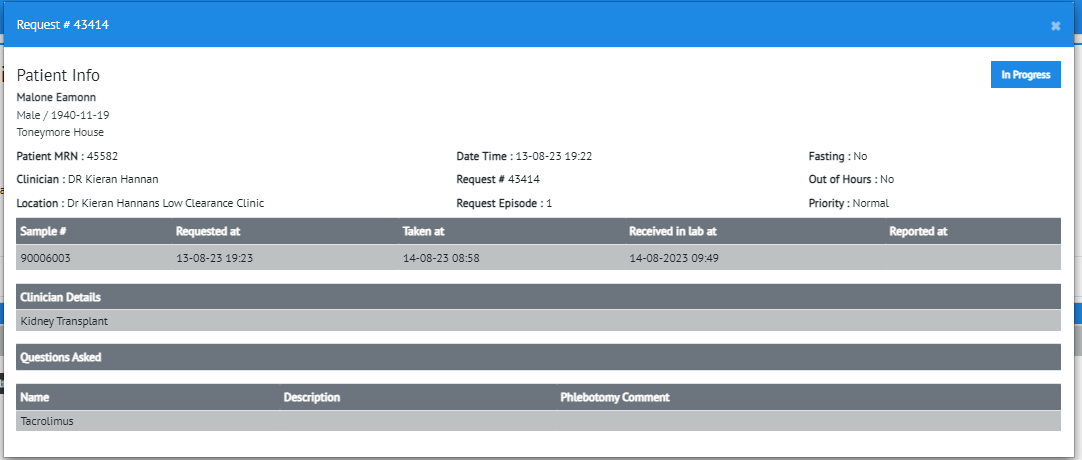 Request # 43414
Patient Info
In Progress
Malone Eamonn
Male / 1940-11-19
Toneymore House
Patient MRN : 45582 Date Time : 13-08-23 19:22 Fasting : No
Clinician : DR Kieran Hannan Request # 43414 Out of Hours : No
Location : Dr Kieran Hannans Low Clearance Clinic Request Episode : 1 Priority : Normal
Sample # Requested at Taken at Received in lab at Reported at
90006003 13-08-23 19:23 14-08-23 08:58 14-08-2023 09:49
Clinician Details
Kidney Transplant
Questions Asked
Name Description Phlebotomy Comment
Tacrolimus